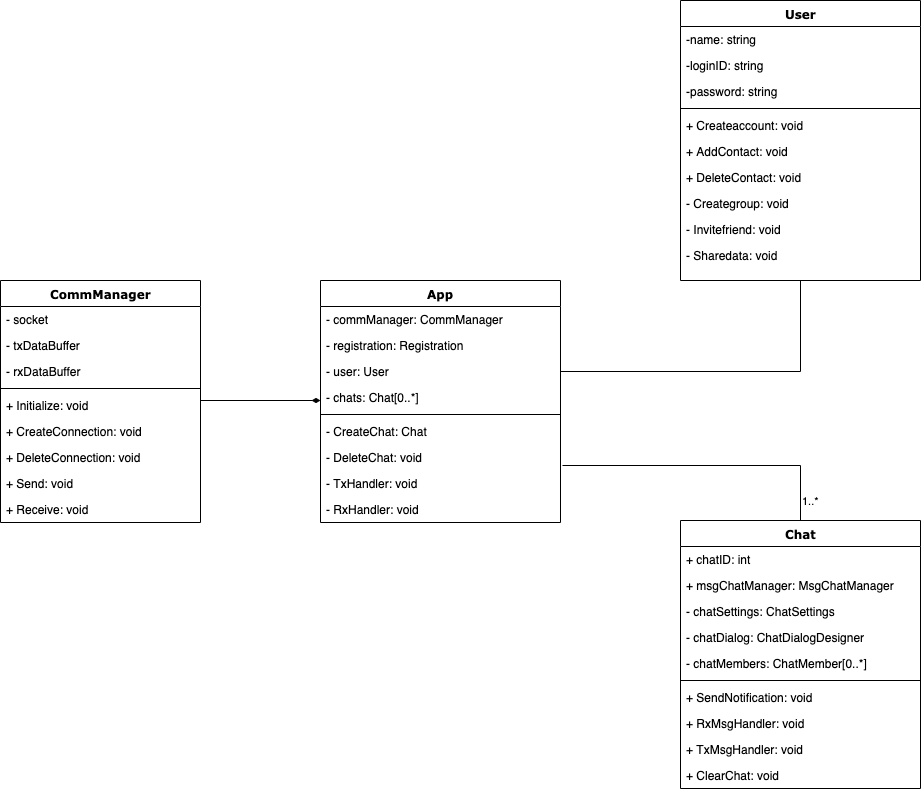 User
-name: string
-loginID: string
-password: string
+ Createaccount: void
+ AddContact: void
+ DeleteContact: void
- Creategroup: void
- Invitefriend: void
- Sharedata: void
CommManager
- socket
- txDataBuffer
- rxDataBuffer
+ Initialize: void
+ CreateConnection: void
+ DeleteConnection: void
+ Send: void
+ Receive: void
App
- commManager: CommManager
- registration: Registration
- user: User
- chats: Chat[0..*]
- CreateChat: Chat
- DeleteChat: void
- TxHandler: void
- RxHandler: void
1..*
Chat
+ chatID: int
+ msgChatManager: MsgChatManager
- chatSettings: ChatSettings
- chatDialog: ChatDialogDesigner
- chatMembers: ChatMember[0..*]
+ SendNotification: void
+ RxMsgHandler: void
+ TxMsgHandler: void
+ ClearChat: void